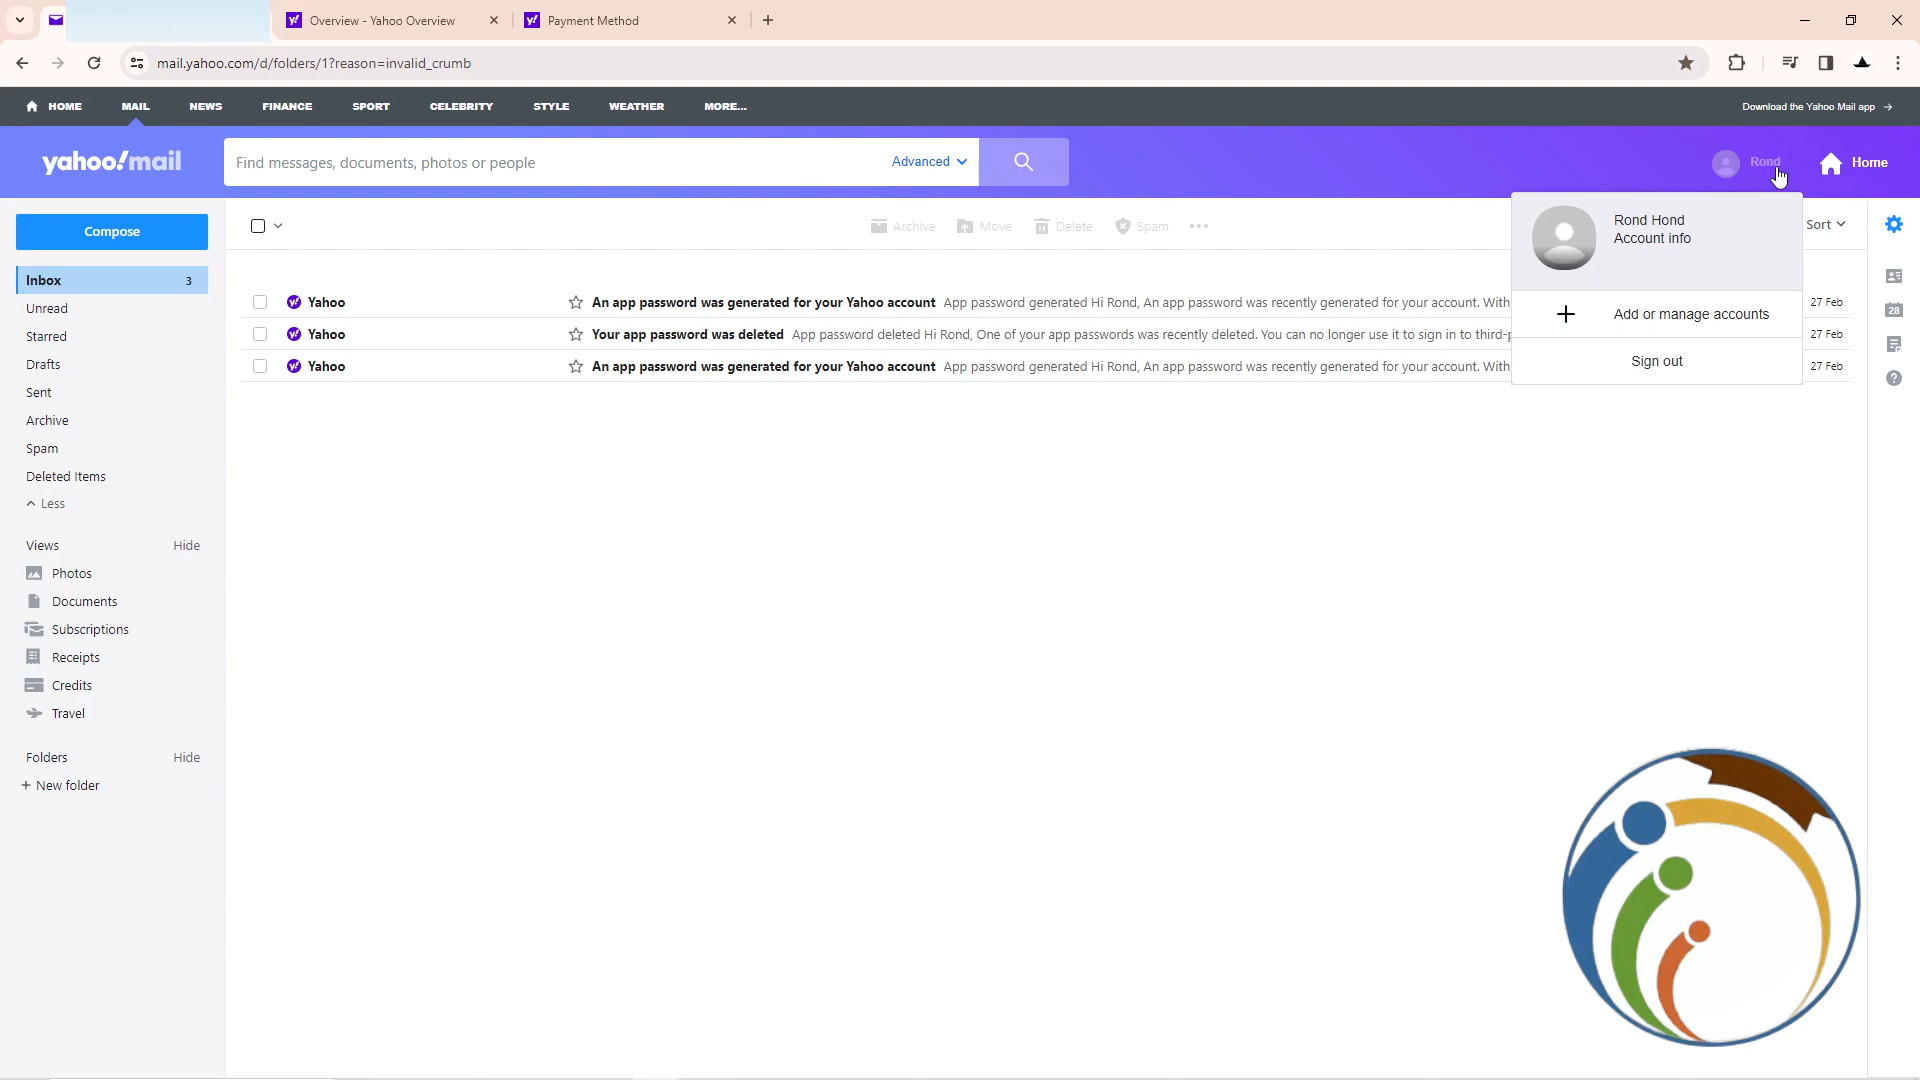 Overview - Yahoo Overview
Payment Method
mail.yahoo.com/d/folders/1?reason=invalid_crumb
HOME MAIL NEWS FINANCE SPORT CELEBRITY STYLE WEATHER MORE... Download the Yahoo Mail app →
yahoo!mail
Find messages, documents, photos or people
Advanced
Rond
Home
Compose
Archive Move Delete Spam
Sort
Rond Hond
Account info
Add or manage accounts
Sign out
Inbox 3
Unread
Starred
Drafts
Sent
Archive
Spam
Deleted Items
Less
Yahoo An app password was generated for your Yahoo account App password generated Hi Rond, An app password was recently generated for your account. With 27 Feb
Yahoo Your app password was deleted App password deleted Hi Rond, One of your app passwords was recently deleted. You can no longer use it to sign in to third-p 27 Feb
Yahoo An app password was generated for your Yahoo account App password generated Hi Rond, An app password was recently generated for your account. With 27 Feb
28
Views Hide
Photos
Documents
Subscriptions
Receipts
Credits
Travel
Folders Hide
+ New folder